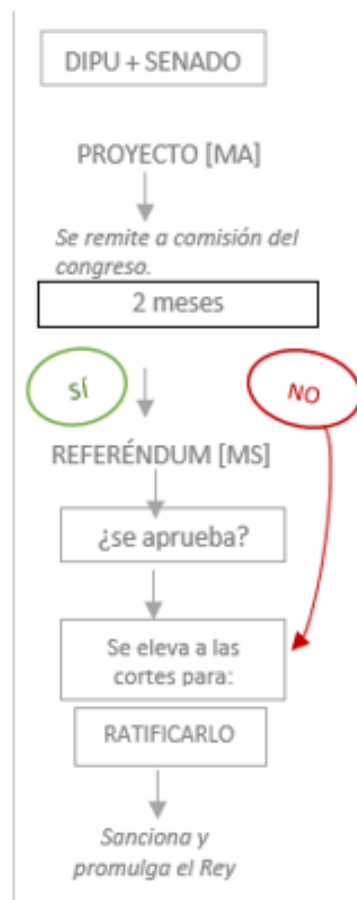 DIPU + SENADO
PROYECTO [MA]
Se remite a comisión del
congreso.
2 meses
SÍ
NO
REFERÉNDUM [MS]
¿se aprueba?
Se eleva a las
cortes para:
RATIFICARLO
Sanciona y
promulga el Rey